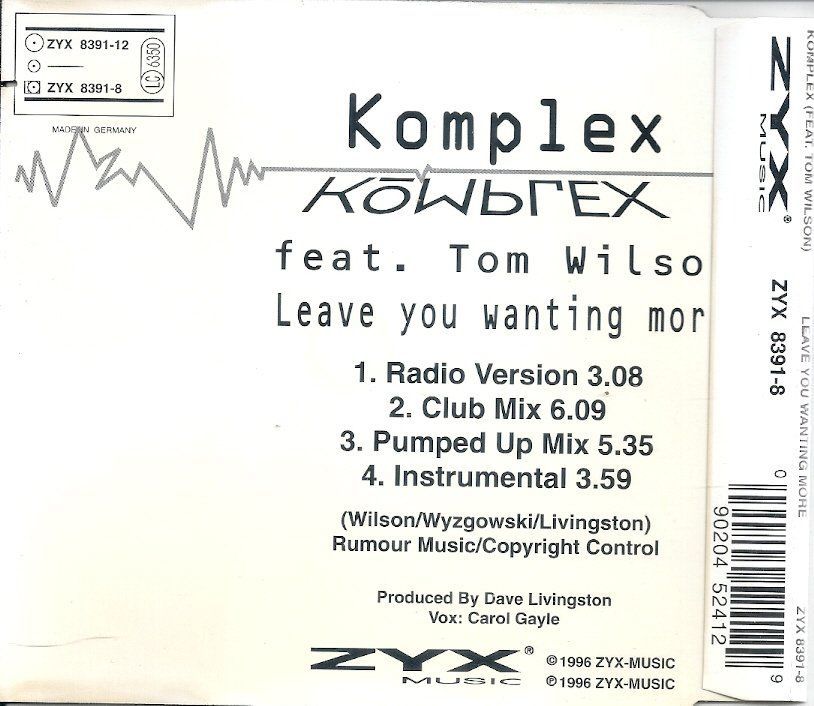 ZYX 8391-12
ZYX 8391-8
LC 6350
MADE IN GERMANY
Komplex
KOMPLEX
feat. Tom Wilso
Leave you wanting mor
1. Radio Version 3.08
2. Club Mix 6.09
3. Pumped Up Mix 5.35
4. Instrumental 3.59
(Wilson/Wyzgowski/Livingston)
Rumour Music/Copyright Control
Produced By Dave Livingston
Vox: Carol Gayle
ZYX®
MUSIC
©1996 ZYX-MUSIC
℗1996 ZYX-MUSIC
ZYX®
MUSIC
ZYX 8391-8
0 90204 52412 9
KOMPLEX (FEAT. TOM WILSON)
LEAVE YOU WANTING MORE
ZYX 8391-8